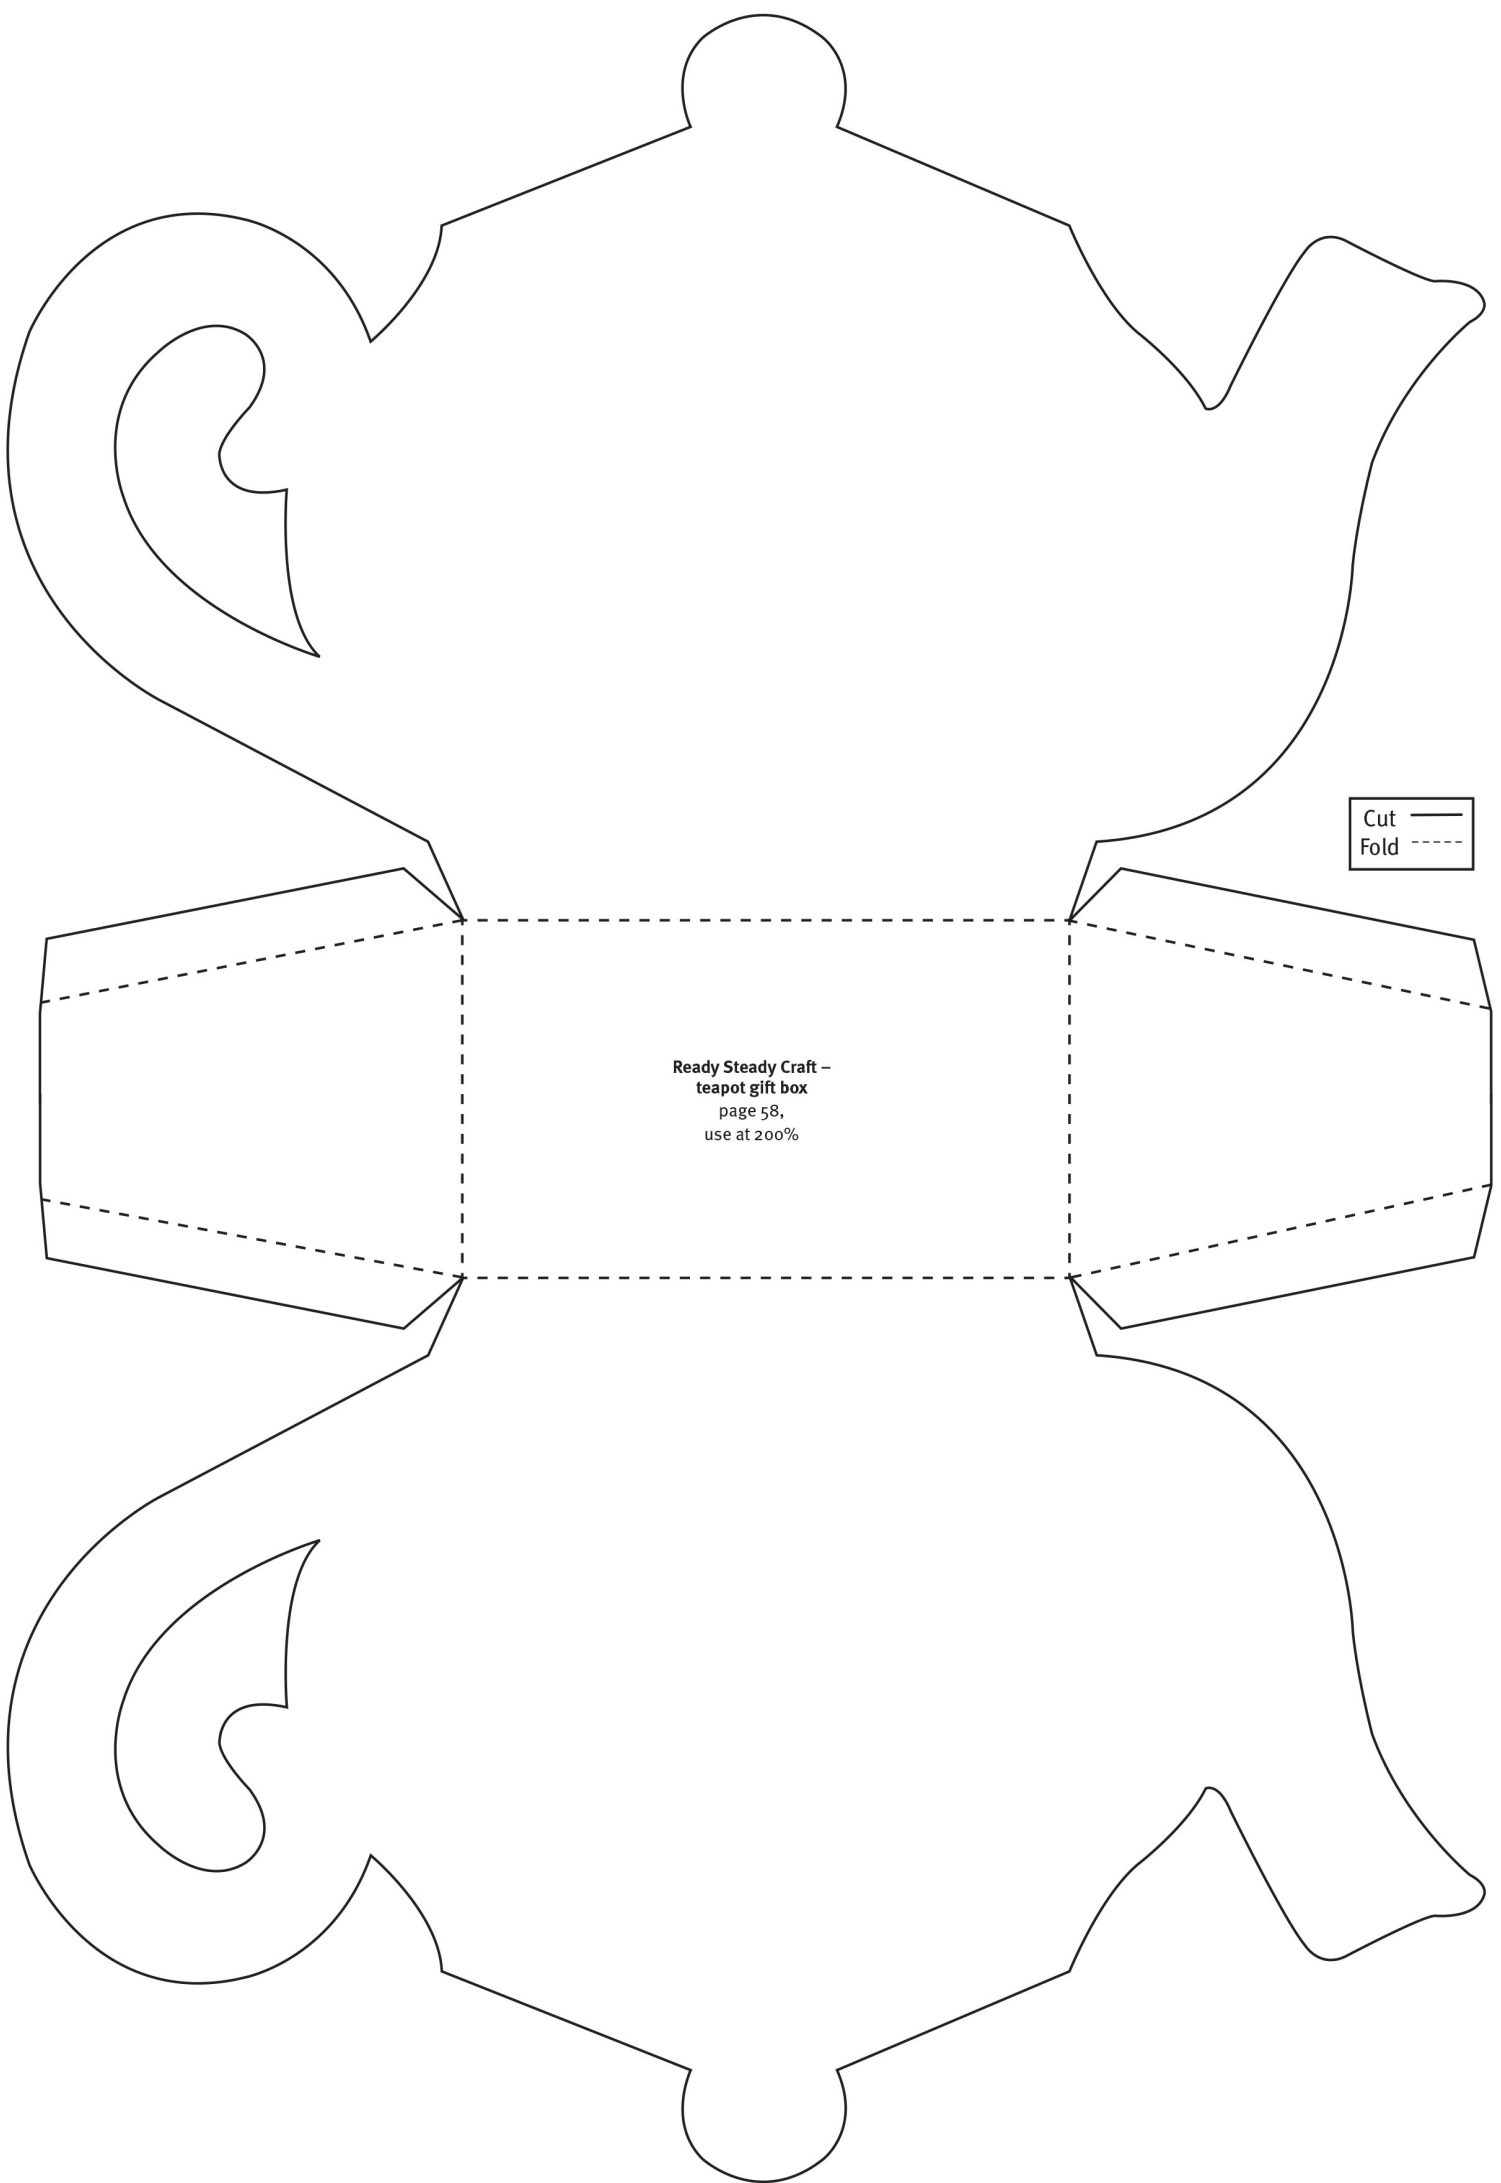 Cut
Fold
Ready Steady Craft –
teapot gift box
page 58,
use at 200%